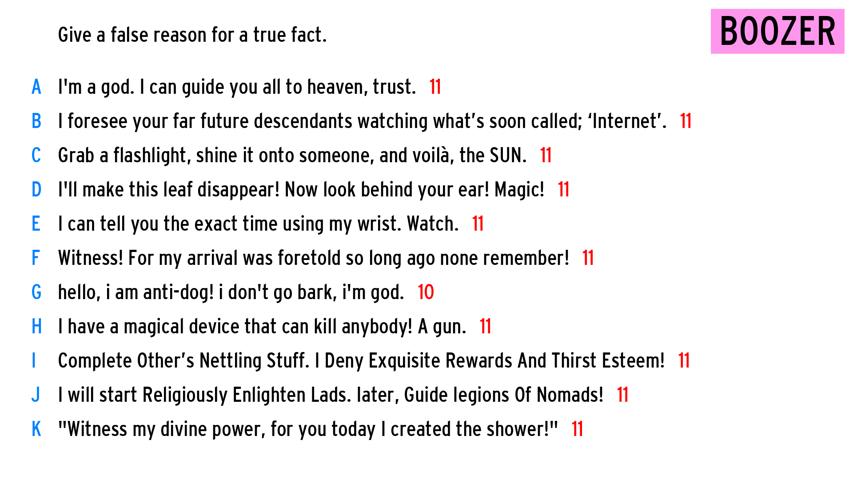 Give a false reason for a true fact.
BOOZER
A I'm a god. I can guide you all to heaven, trust. 11
B I foresee your far future descendants watching what's soon called; ‘Internet’. 11
C Grab a flashlight, shine it onto someone, and voilà, the SUN. 11
D I'll make this leaf disappear! Now look behind your ear! Magic! 11
E I can tell you the exact time using my wrist. Watch. 11
F Witness! For my arrival was foretold so long ago none remember! 11
G hello, i am anti-dog! i don't go bark, i'm god. 10
H I have a magical device that can kill anybody! A gun. 11
I Complete Other’s Nettling Stuff. I Deny Exquisite Rewards And Thirst Esteem! 11
J I will start Religiously Enlighten Lads. later, Guide legions Of Nomads! 11
K "Witness my divine power, for you today I created the shower!" 11